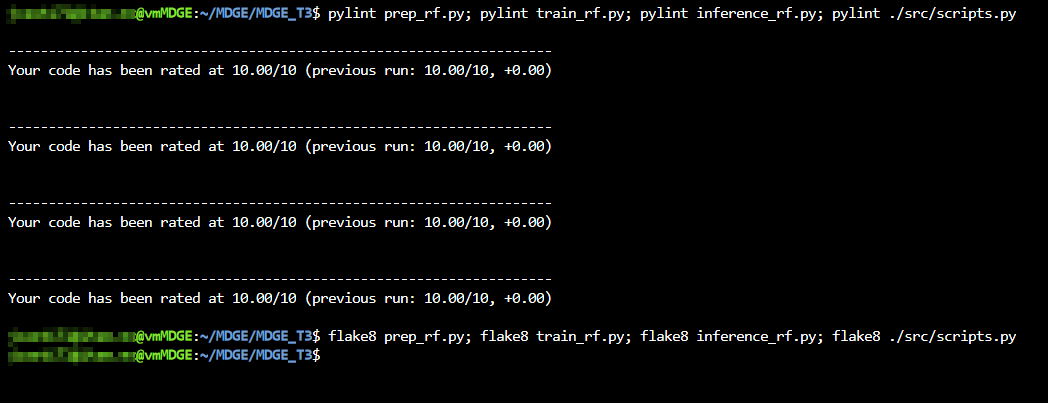 @vmMDGE:~/MDGE/MDGE_T3$ pylint prep_rf.py; pylint train_rf.py; pylint inference_rf.py; pylint ./src/scripts.py
--------------------------------------------------------------------
Your code has been rated at 10.00/10 (previous run: 10.00/10, +0.00)
--------------------------------------------------------------------
Your code has been rated at 10.00/10 (previous run: 10.00/10, +0.00)
--------------------------------------------------------------------
Your code has been rated at 10.00/10 (previous run: 10.00/10, +0.00)
--------------------------------------------------------------------
Your code has been rated at 10.00/10 (previous run: 10.00/10, +0.00)
@vmMDGE:~/MDGE/MDGE_T3$ flake8 prep_rf.py; flake8 train_rf.py; flake8 inference_rf.py; flake8 ./src/scripts.py
@vmMDGE:~/MDGE/MDGE_T3$